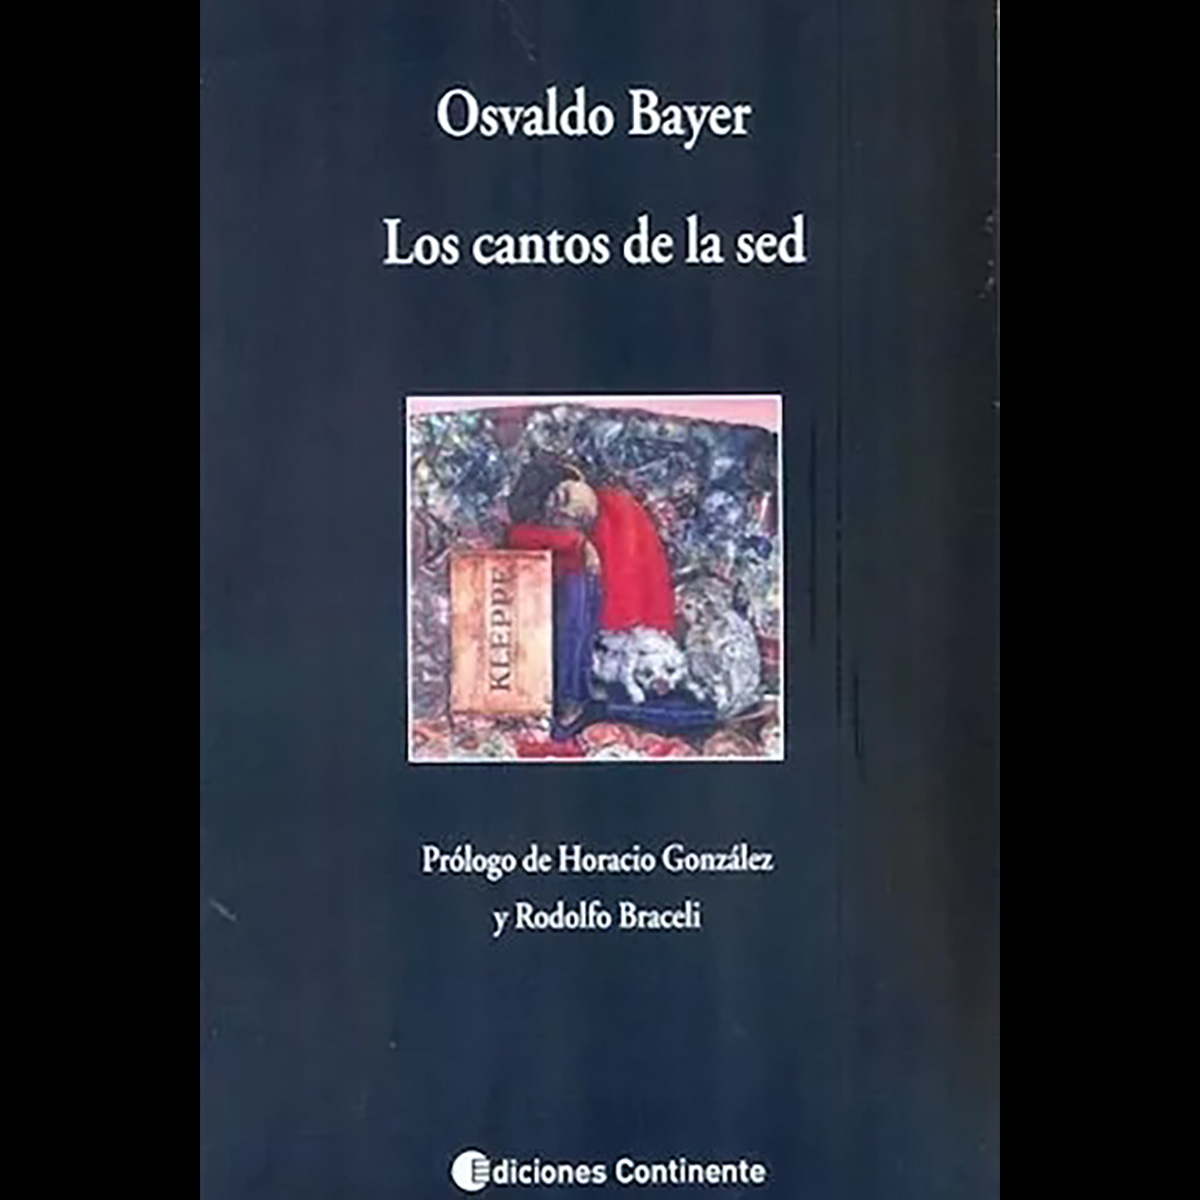 Osvaldo Bayer
Los cantos de la sed
KLEPPE
Prólogo de Horacio González
y Rodolfo Braceli
Ediciones Continente